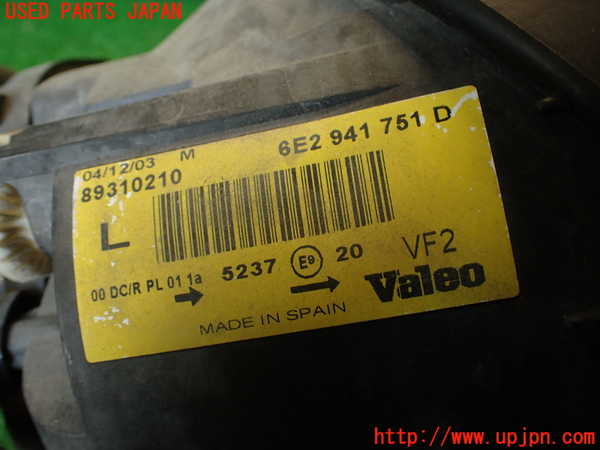 USED PARTS JAPAN
04/12/03 M 6E2 941 751 D
89310210
L
00 DC/R PL 01 1a → 5237 E9 20 VF2
→ Valeo
MADE IN SPAIN
UPJ
http://www.upjpn.com/